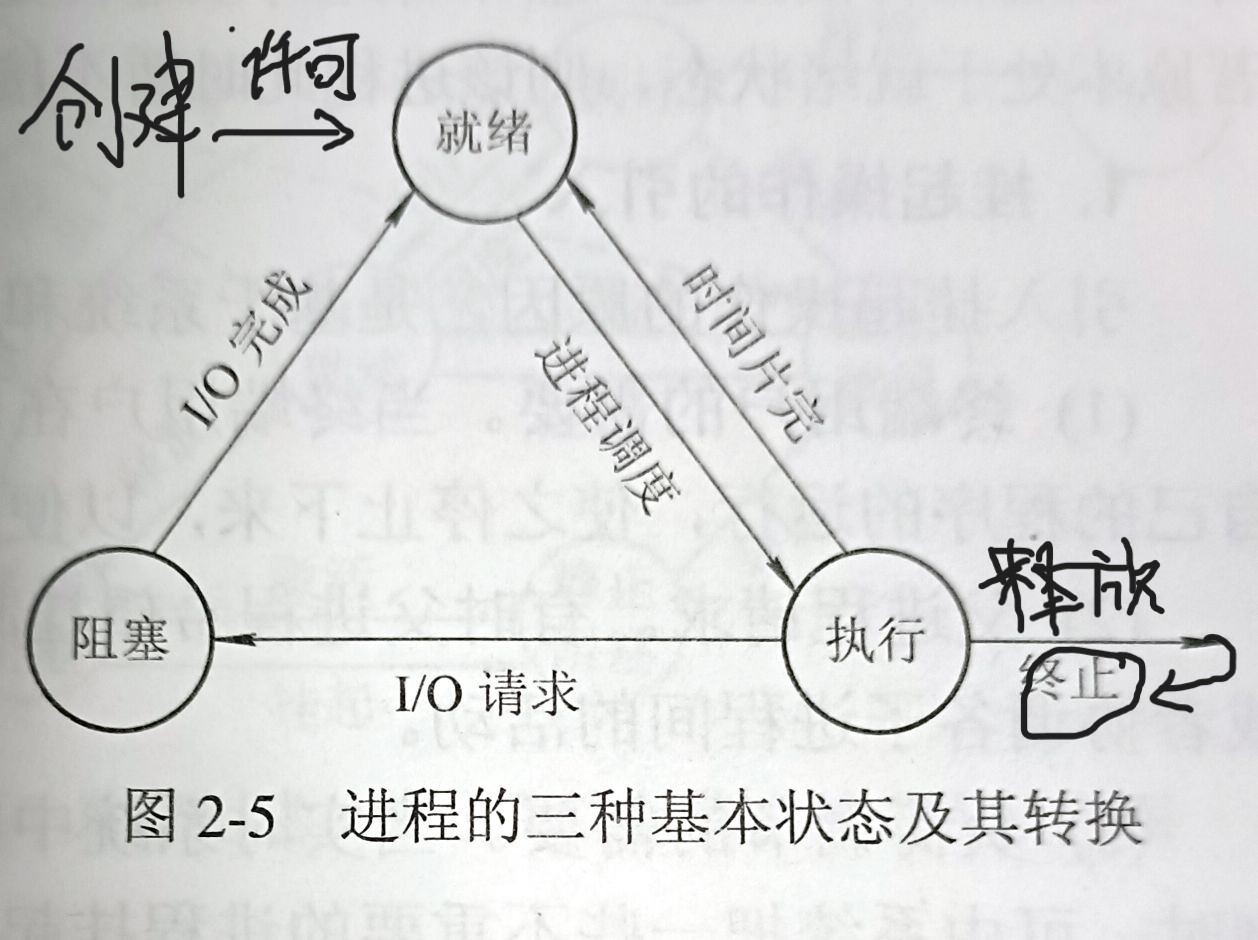 创建 许可
就绪
I/O 完成
时间片完
进程调度
释放
阻塞
执行
终止
I/O 请求
图 2-5 进程的三种基本状态及其转换